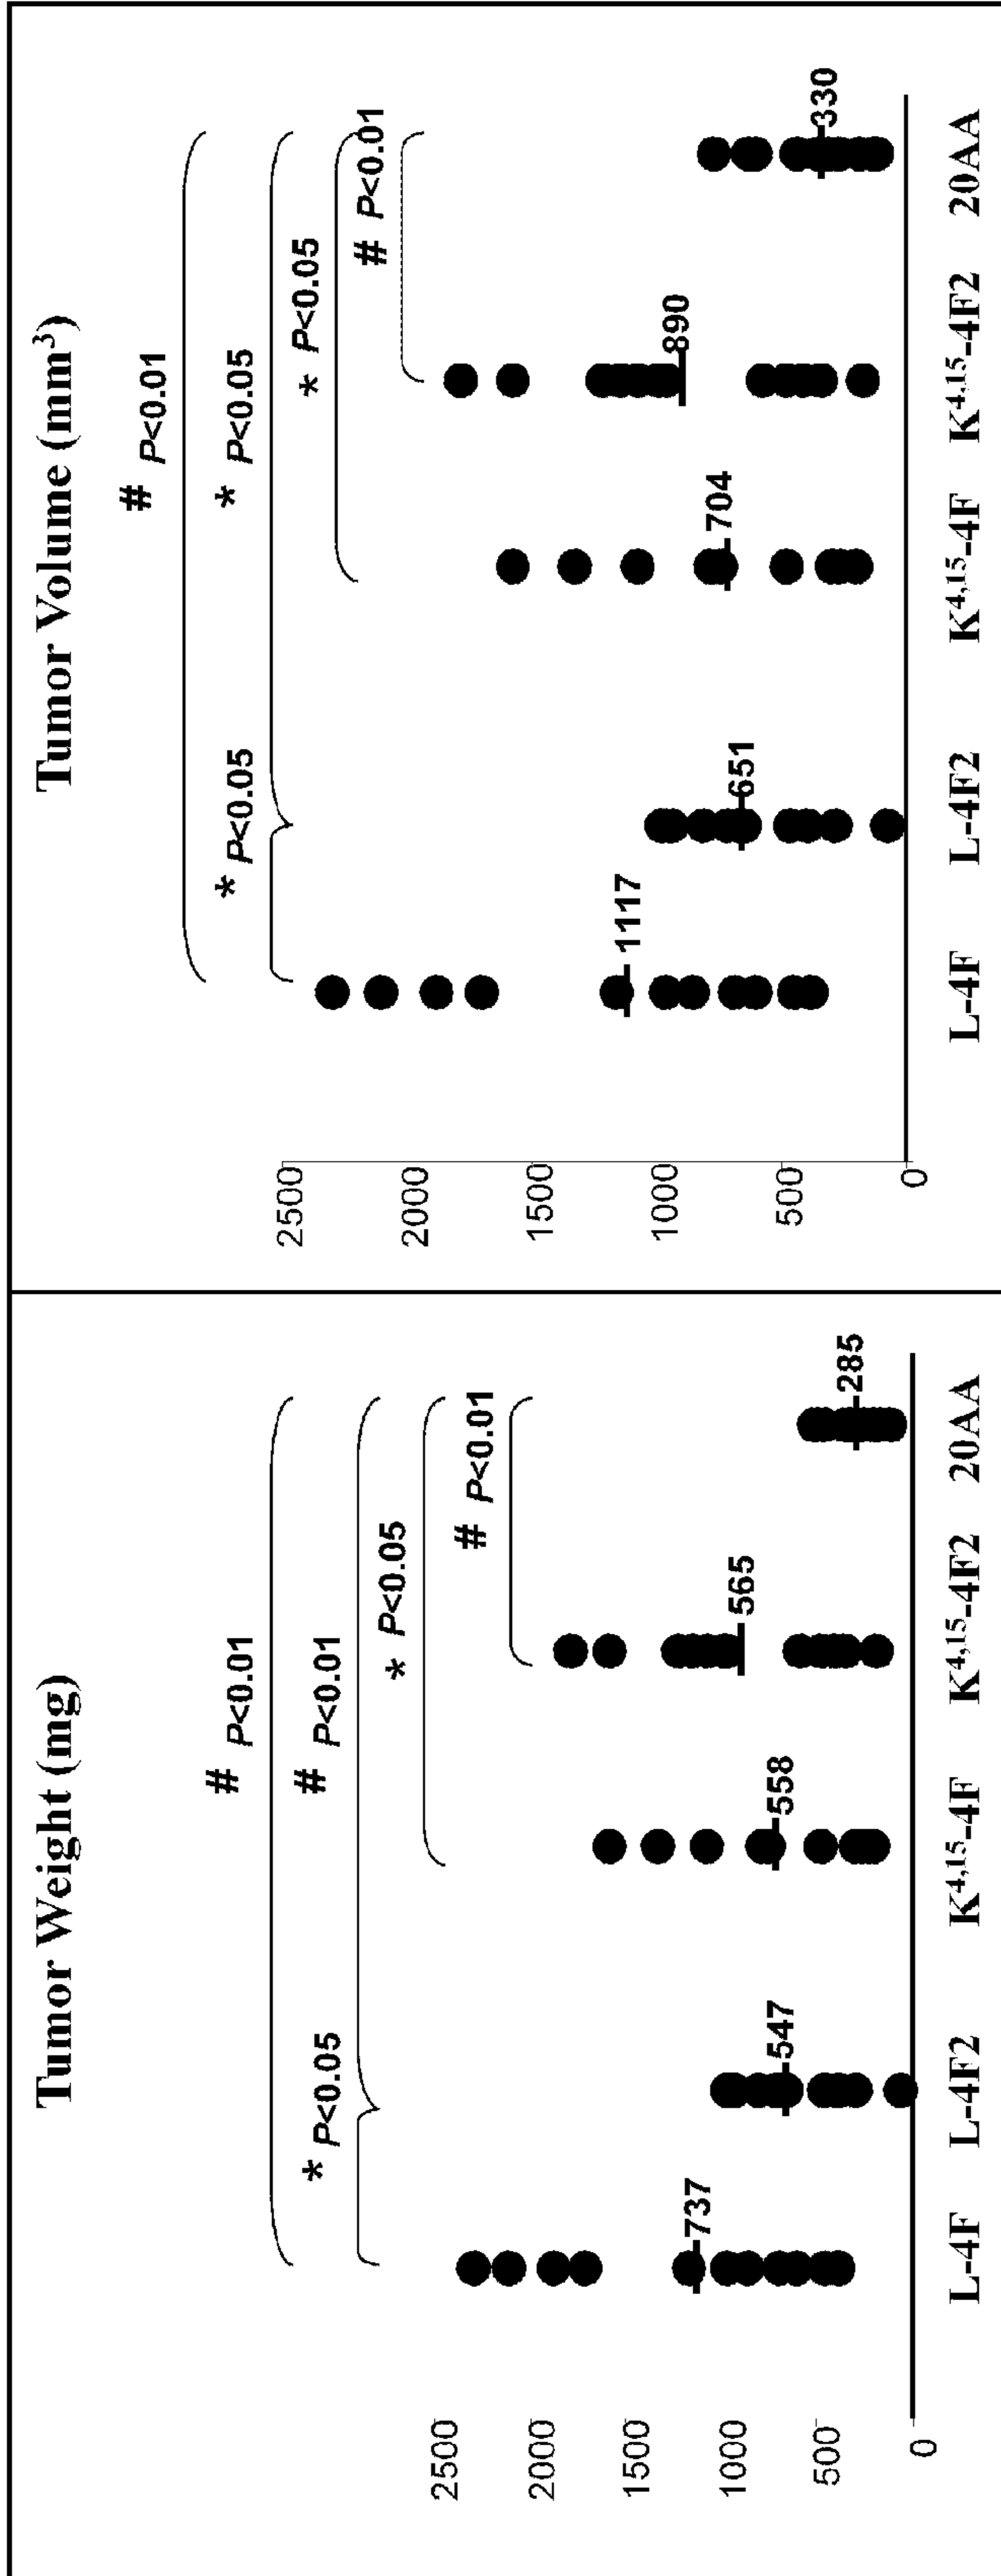 Tumor Weight (mg)
# P<0.01
* P<0.05
# P<0.01
* P<0.05
# P<0.01
2500
2000
1500
1000
500
0
737
547
558
565
285
L-4F
L-4F2
K4,15-4F
K4,15-4F2
20AA
Tumor Volume (mm3)
# P<0.01
* P<0.05
* P<0.05
* P<0.05
# P<0.01
2500
2000
1500
1000
500
0
1117
651
704
890
330
L-4F
L-4F2
K4,15-4F
K4,15-4F2
20AA